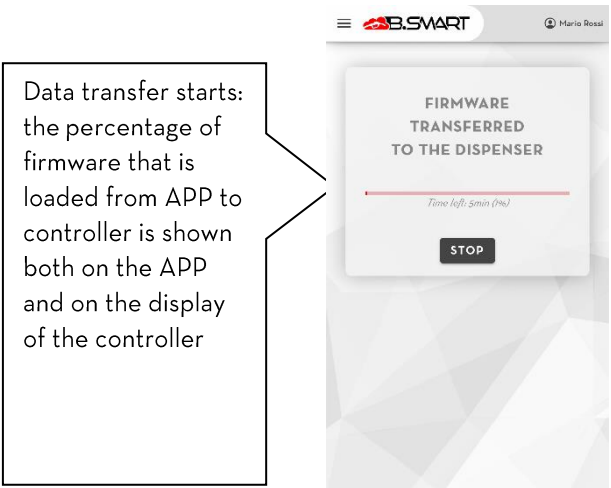 Data transfer starts:
the percentage of
firmware that is
loaded from APP to
controller is shown
both on the APP
and on the display
of the controller
B.SMART
Mario Rossi
FIRMWARE
TRANSFERRED
TO THE DISPENSER
Time left: 5min (1%)
STOP